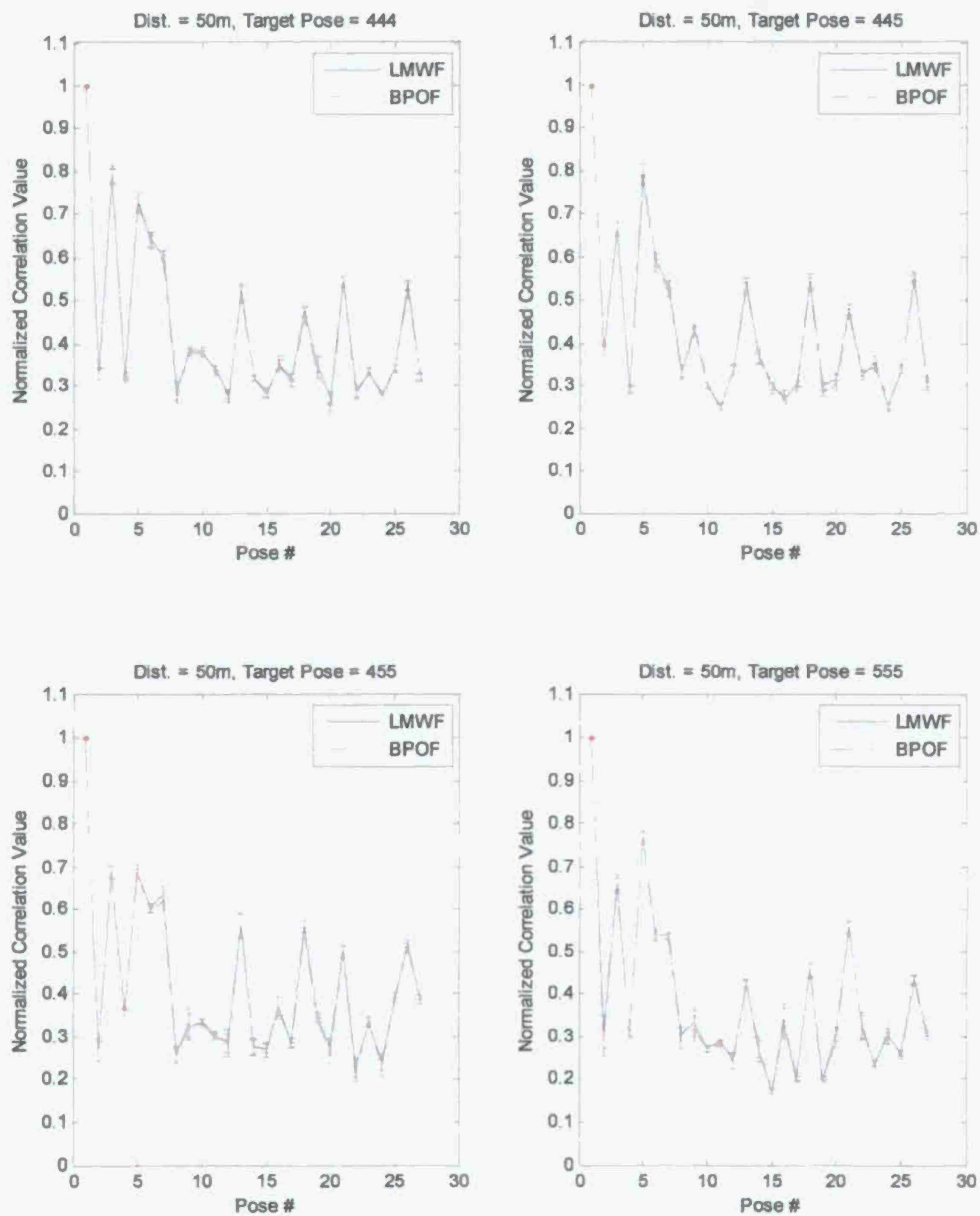 Dist. = 50m, Target Pose = 444
1.1
1
0.9
0.8
0.7
0.6
0.5
0.4
0.3
0.2
0.1
0
Normalized Correlation Value
LMWF
BPOF
0 5 10 15 20 25 30
Pose #
Dist. = 50m, Target Pose = 445
1.1
1
0.9
0.8
0.7
0.6
0.5
0.4
0.3
0.2
0.1
0
Normalized Correlation Value
LMWF
BPOF
0 5 10 15 20 25 30
Pose #
Dist. = 50m, Target Pose = 455
1.1
1
0.9
0.8
0.7
0.6
0.5
0.4
0.3
0.2
0.1
0
Normalized Correlation Value
LMWF
BPOF
0 5 10 15 20 25 30
Pose #
Dist. = 50m, Target Pose = 555
1.1
1
0.9
0.8
0.7
0.6
0.5
0.4
0.3
0.2
0.1
0
Normalized Correlation Value
LMWF
BPOF
0 5 10 15 20 25 30
Pose #